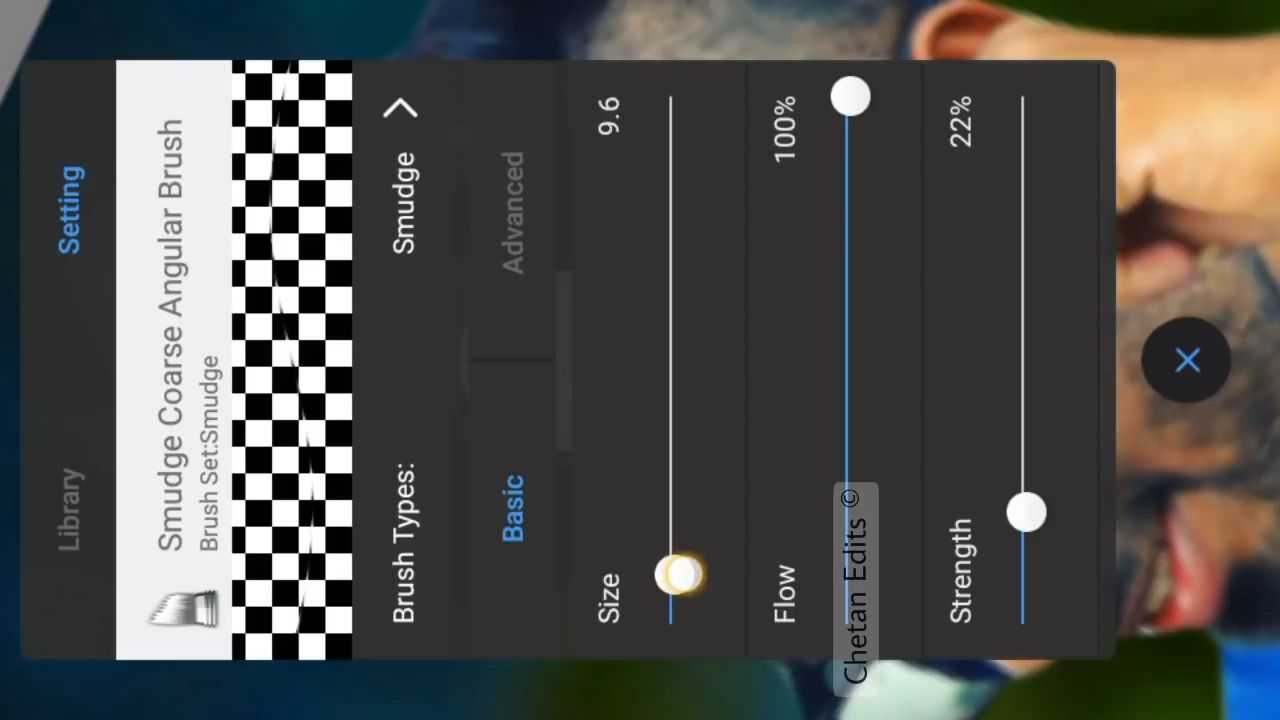 Library Setting
Smudge Coarse Angular Brush
Brush Set:Smudge
Brush Types: Smudge
Basic Advanced
Size 9.6
Flow 100%
Chetan Edits ©
Strength 22%